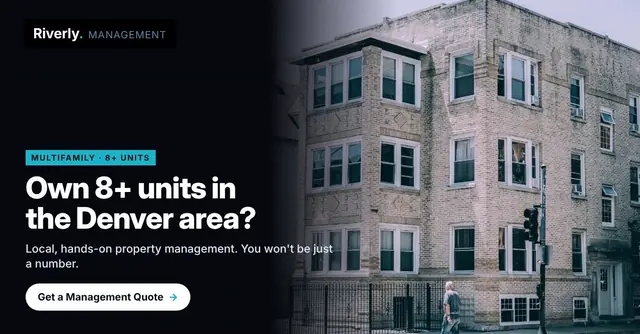 Riverly. MANAGEMENT
MULTIFAMILY · 8+ UNITS
Own 8+ units in
the Denver area?
Local, hands-on property management. You won't be just
a number.
Get a Management Quote →